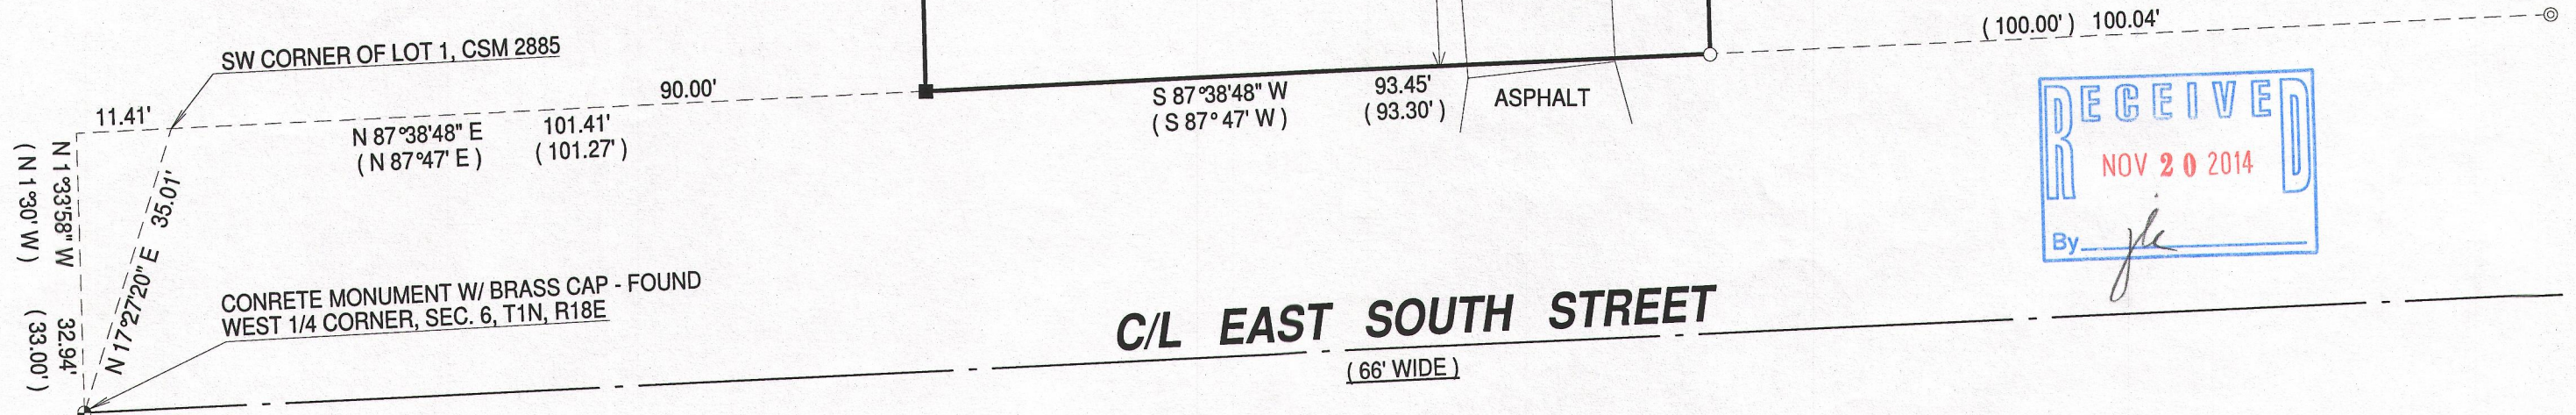 ( 100.00' ) 100.04'
SW CORNER OF LOT 1, CSM 2885
11.41'
90.00'
N 87°38'48" E 101.41'
( N 87°47' E ) ( 101.27' )
S 87°38'48" W 93.45'
( S 87° 47' W ) ( 93.30' )
ASPHALT
RECEIVED
NOV 20 2014
By jk
N 1°33'58" W 32.94'
( N 1°30' W ) ( 33.00' )
N 17°27'20" E 35.01'
CONRETE MONUMENT W/ BRASS CAP - FOUND
WEST 1/4 CORNER, SEC. 6, T1N, R18E
C/L EAST SOUTH STREET
( 66' WIDE )